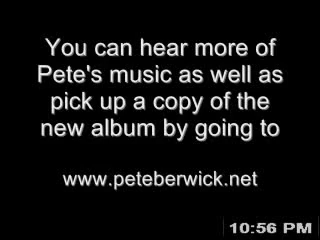 You can hear more of
Pete's music as well as
pick up a copy of the
new album by going to
www.peteberwick.net
10:56 PM